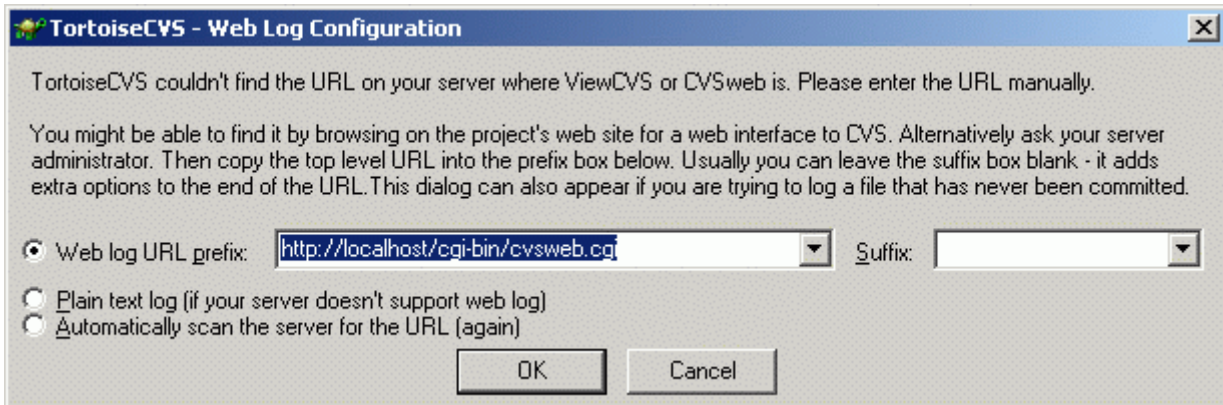 TortoiseCVS - Web Log Configuration
TortoiseCVS couldn't find the URL on your server where ViewCVS or CVSweb is. Please enter the URL manually.
You might be able to find it by browsing on the project's web site for a web interface to CVS. Alternatively ask your server
administrator. Then copy the top level URL into the prefix box below. Usually you can leave the suffix box blank - it adds
extra options to the end of the URL.This dialog can also appear if you are trying to log a file that has never been committed.
Web log URL prefix: http://localhost/cgi-bin/cvsweb.cgi Suffix:
Plain text log (if your server doesn't support web log)
Automatically scan the server for the URL (again)
OK Cancel